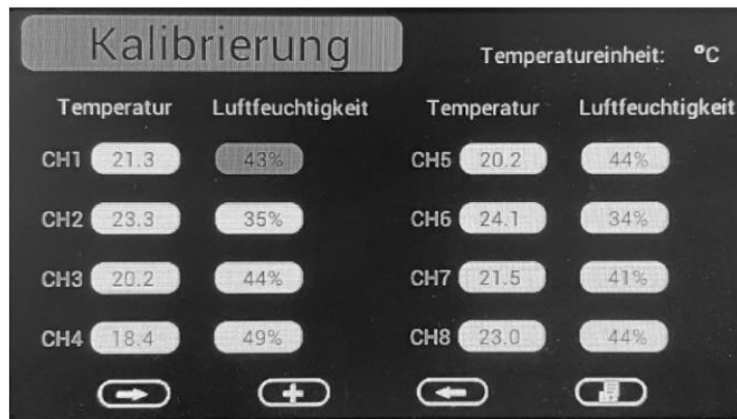 Kalibrierung
Temperatureinheit: °C
Temperatur Luftfeuchtigkeit Temperatur Luftfeuchtigkeit
CH1 21.3 43% CH5 20.2 44%
CH2 23.3 35% CH6 24.1 34%
CH3 20.2 44% CH7 21.5 41%
CH4 18.4 49% CH8 23.0 44%